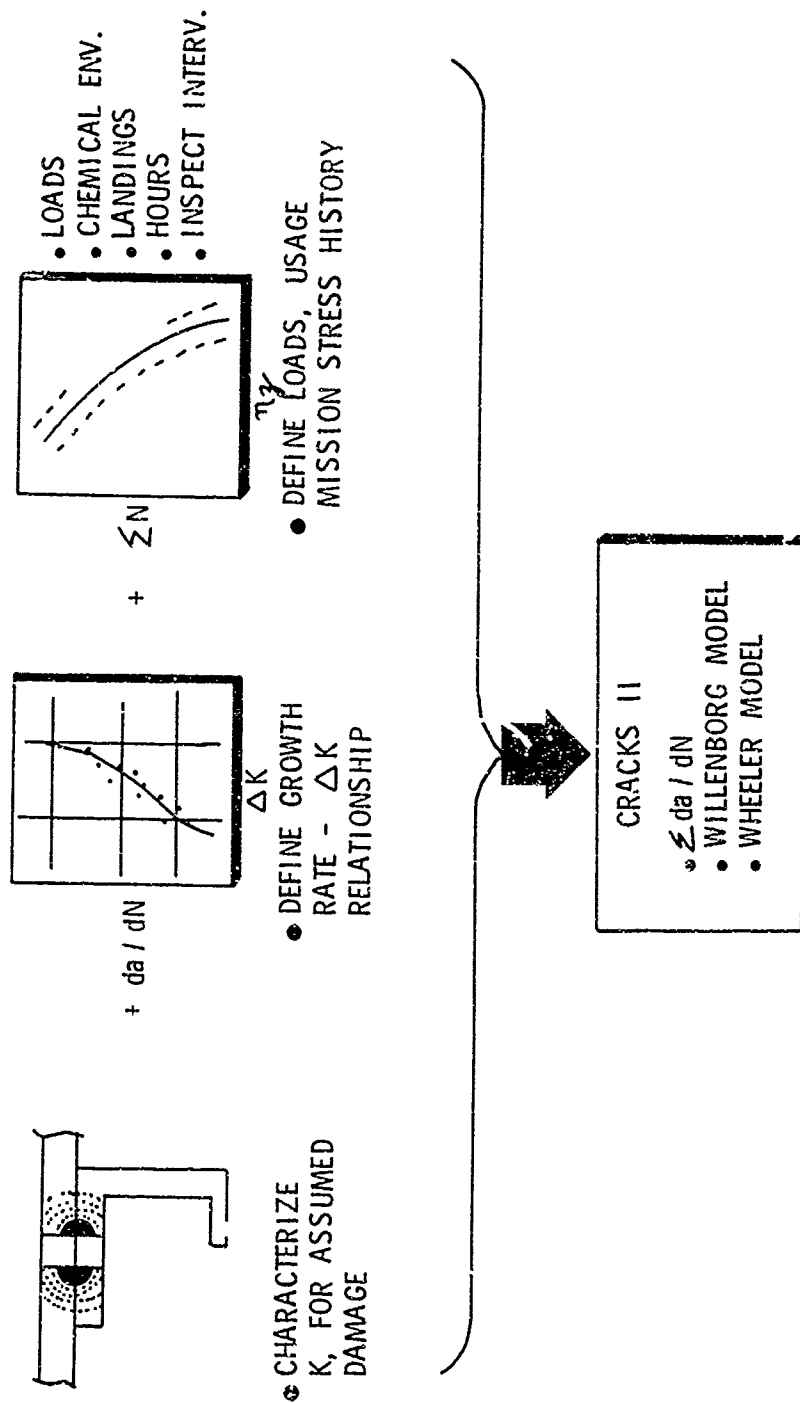 • CHARACTERIZE
K, FOR ASSUMED
DAMAGE
+ da / dN
ΔK
• DEFINE GROWTH
RATE - ΔK
RELATIONSHIP
+ ΣN
nz
• DEFINE LOADS, USAGE
MISSION STRESS HISTORY
• LOADS
• CHEMICAL ENV.
• LANDINGS
• HOURS
• INSPECT INTERV.
CRACKS II
• Σ da / dN
• WILLENBORG MODEL
• WHEELER MODEL